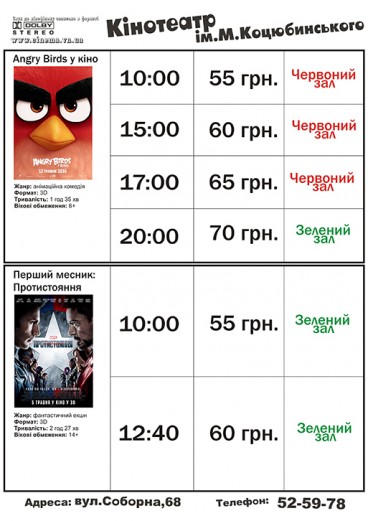 DOLBY
STEREO
www.cinema.vn.ua
Кінотеатр
ім.М.Коцюбинського
Angry Birds у кіно
ANGRY BIRDS
Жанр: анімаційна комедія
Формат: 3D
Тривалість: 1 год 35 хв
Вікові обмеження: 6+
10:00 55 грн. Червоний зал
15:00 60 грн. Червоний зал
17:00 65 грн. Червоний зал
20:00 70 грн. Зелений зал
Перший месник:
Протистояння
ПРОТИСТОЯННЯ
5 ТРАВНЯ У КІНО У 3D
Жанр: фантастичний екшн
Формат: 3D
Тривалість: 2 год 27 хв
Вікові обмеження: 14+
10:00 55 грн. Зелений зал
12:40 60 грн. Зелений зал
Адреса: вул.Соборна,68 Телефон: 52-59-78